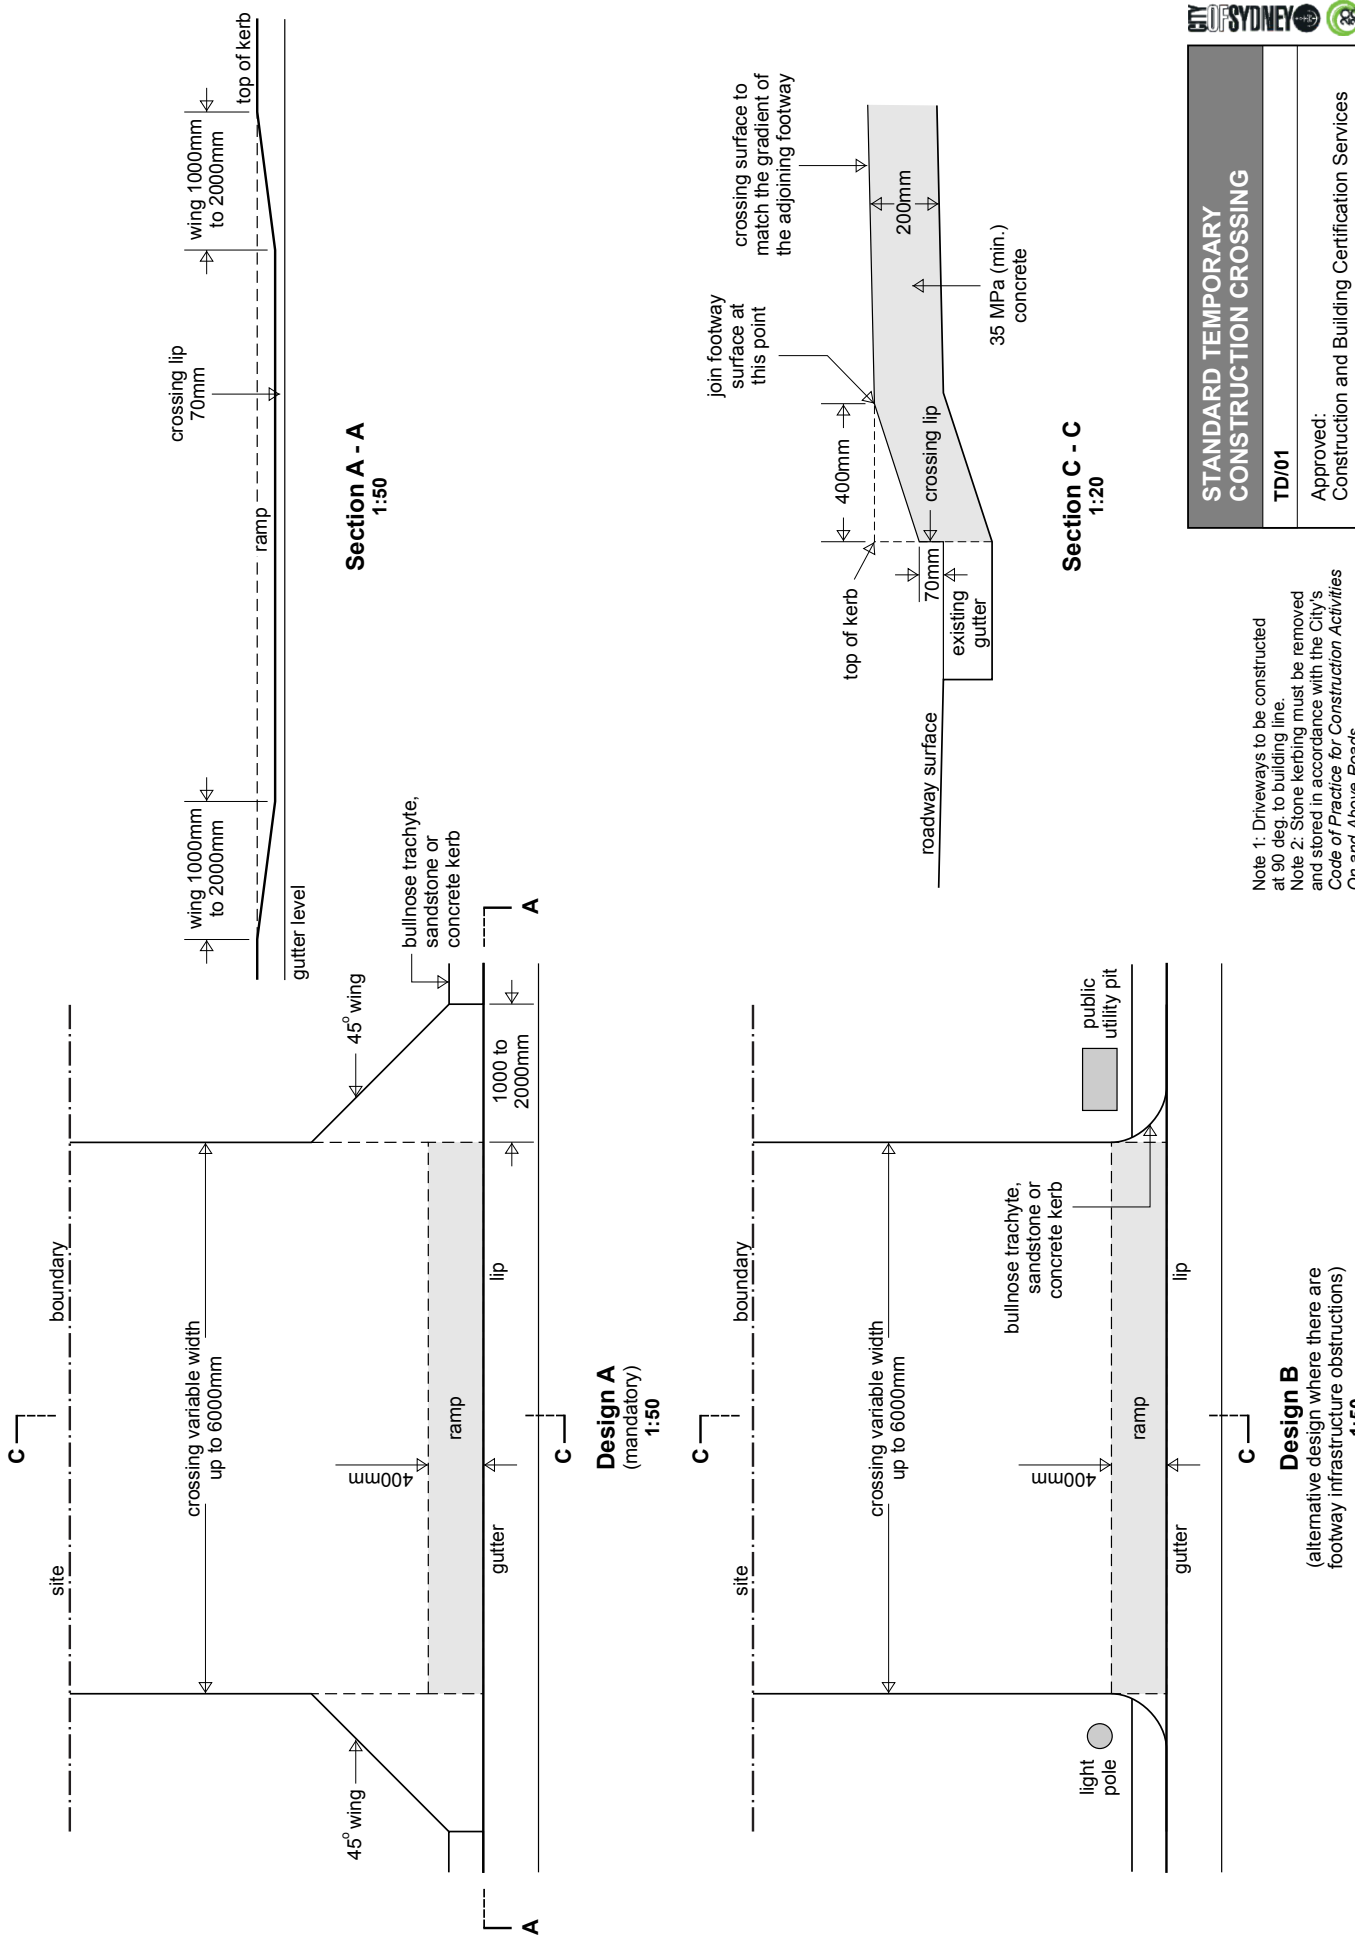 C
site
boundary
crossing variable width
up to 6000mm
45° wing
45° wing
400mm
ramp
gutter
lip
1000 to
2000mm
bullnose trachyte,
sandstone or
concrete kerb
A
A
C
Design A
(mandatory)
1:50
wing 1000mm
to 2000mm
crossing lip
70mm
wing 1000mm
to 2000mm
gutter level
ramp
top of kerb
Section A - A
1:50
C
site
boundary
crossing variable width
up to 6000mm
light
pole
400mm
ramp
bullnose trachyte,
sandstone or
concrete kerb
public
utility pit
gutter
lip
C
Design B
(alternative design where there are
footway infrastructure obstructions)
1:50
join footway
surface at
this point
crossing surface to
match the gradient of
the adjoining footway
top of kerb
400mm
200mm
roadway surface
70mm
crossing lip
existing
gutter
35 MPa (min.)
concrete
Section C - C
1:20
Note 1: Driveways to be constructed
at 90 deg. to building line.
Note 2: Stone kerbing must be removed
and stored in accordance with the City's
Code of Practice for Construction Activities
On and Above Roads
STANDARD TEMPORARY
CONSTRUCTION CROSSING
TD/01
Approved:
Construction and Building Certification Services
CITY OF SYDNEY